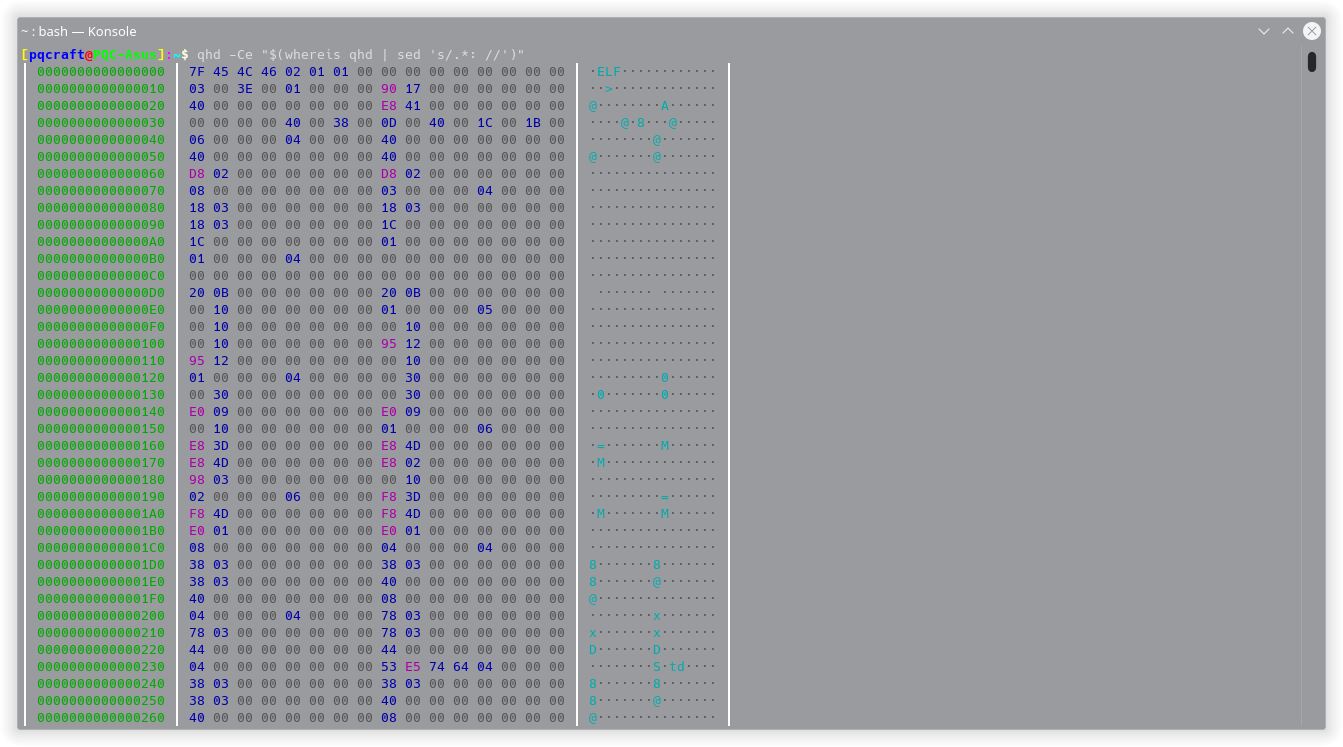 ~ : bash — Konsole
[pqcraft@PQC-Asus]:~$ qhd -Ce "$(whereis qhd | sed 's/.*: //')"
0000000000000000 7F 45 4C 46 02 01 01 00 00 00 00 00 00 00 00 00 ·ELF············
0000000000000010 03 00 3E 00 01 00 00 00 90 17 00 00 00 00 00 00 ··>·············
0000000000000020 40 00 00 00 00 00 00 00 E8 41 00 00 00 00 00 00 @········A······
0000000000000030 00 00 00 00 40 00 38 00 0D 00 40 00 1C 00 1B 00 ····@·8···@·····
0000000000000040 06 00 00 00 04 00 00 00 40 00 00 00 00 00 00 00 ········@·······
0000000000000050 40 00 00 00 00 00 00 00 40 00 00 00 00 00 00 00 @·······@·······
0000000000000060 D8 02 00 00 00 00 00 00 D8 02 00 00 00 00 00 00 ················
0000000000000070 08 00 00 00 00 00 00 00 03 00 00 00 04 00 00 00 ················
0000000000000080 18 03 00 00 00 00 00 00 18 03 00 00 00 00 00 00 ················
0000000000000090 18 03 00 00 00 00 00 00 1C 00 00 00 00 00 00 00 ················
00000000000000A0 1C 00 00 00 00 00 00 00 01 00 00 00 00 00 00 00 ················
00000000000000B0 01 00 00 00 04 00 00 00 00 00 00 00 00 00 00 00 ················
00000000000000C0 00 00 00 00 00 00 00 00 00 00 00 00 00 00 00 00 ················
00000000000000D0 20 0B 00 00 00 00 00 00 20 0B 00 00 00 00 00 00  ······· ·······
00000000000000E0 00 10 00 00 00 00 00 00 01 00 00 00 05 00 00 00 ················
00000000000000F0 00 10 00 00 00 00 00 00 00 10 00 00 00 00 00 00 ················
0000000000000100 00 10 00 00 00 00 00 00 95 12 00 00 00 00 00 00 ················
0000000000000110 95 12 00 00 00 00 00 00 00 10 00 00 00 00 00 00 ················
0000000000000120 01 00 00 00 04 00 00 00 00 30 00 00 00 00 00 00 ·········0······
0000000000000130 00 30 00 00 00 00 00 00 00 30 00 00 00 00 00 00 ·0·······0······
0000000000000140 E0 09 00 00 00 00 00 00 E0 09 00 00 00 00 00 00 ················
0000000000000150 00 10 00 00 00 00 00 00 01 00 00 00 06 00 00 00 ················
0000000000000160 E8 3D 00 00 00 00 00 00 E8 4D 00 00 00 00 00 00 ·=·······M······
0000000000000170 E8 4D 00 00 00 00 00 00 E8 02 00 00 00 00 00 00 ·M··············
0000000000000180 98 03 00 00 00 00 00 00 00 10 00 00 00 00 00 00 ················
0000000000000190 02 00 00 00 06 00 00 00 F8 3D 00 00 00 00 00 00 ·········=······
00000000000001A0 F8 4D 00 00 00 00 00 00 F8 4D 00 00 00 00 00 00 ·M·······M······
00000000000001B0 E0 01 00 00 00 00 00 00 E0 01 00 00 00 00 00 00 ················
00000000000001C0 08 00 00 00 00 00 00 00 04 00 00 00 04 00 00 00 ················
00000000000001D0 38 03 00 00 00 00 00 00 38 03 00 00 00 00 00 00 8·······8·······
00000000000001E0 38 03 00 00 00 00 00 00 40 00 00 00 00 00 00 00 8·······@·······
00000000000001F0 40 00 00 00 00 00 00 00 08 00 00 00 00 00 00 00 @···············
0000000000000200 04 00 00 00 04 00 00 00 78 03 00 00 00 00 00 00 ········x·······
0000000000000210 78 03 00 00 00 00 00 00 78 03 00 00 00 00 00 00 x·······x·······
0000000000000220 44 00 00 00 00 00 00 00 44 00 00 00 00 00 00 00 D·······D·······
0000000000000230 04 00 00 00 00 00 00 00 53 E5 74 64 04 00 00 00 ········S·td····
0000000000000240 38 03 00 00 00 00 00 00 38 03 00 00 00 00 00 00 8·······8·······
0000000000000250 38 03 00 00 00 00 00 00 40 00 00 00 00 00 00 00 8·······@·······
0000000000000260 40 00 00 00 00 00 00 00 08 00 00 00 00 00 00 00 @···············